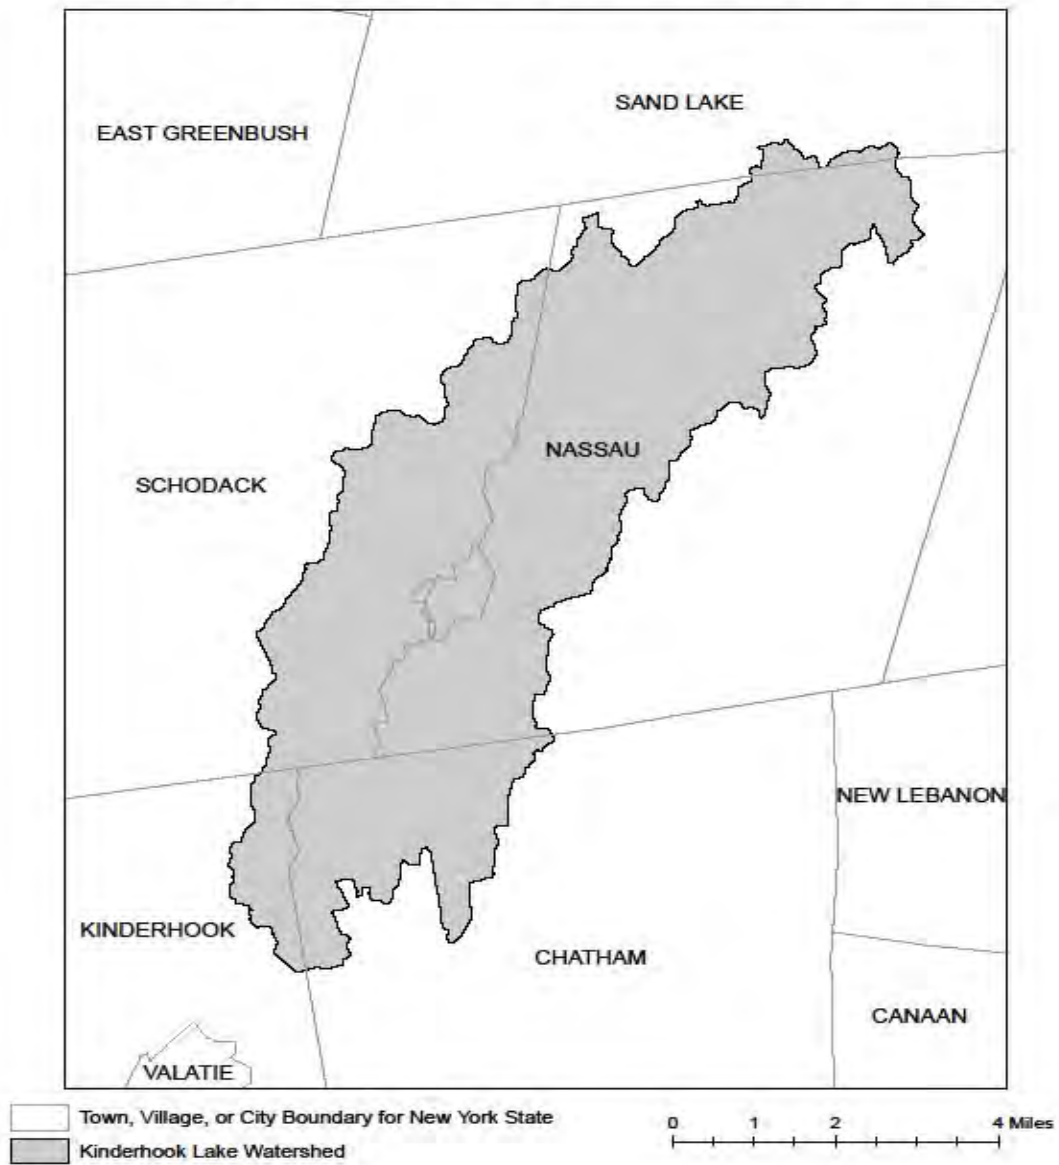 SAND LAKE
EAST GREENBUSH
NASSAU
SCHODACK
NEW LEBANON
KINDERHOOK
CHATHAM
CANAAN
VALATIE
Town, Village, or City Boundary for New York State
Kinderhook Lake Watershed
0 1 2 4 Miles